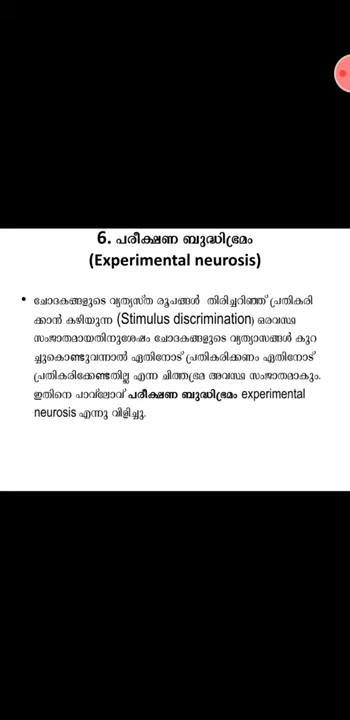 6. പരീക്ഷണ ബുദ്ധിഭ്രമം
(Experimental neurosis)
• ചോദകങ്ങളുടെ വ്യത്യസ്ത രൂപങ്ങൾ തിരിച്ചറിഞ്ഞ് പ്രതികരി
ക്കാൻ കഴിയുന്ന (Stimulus discrimination) ഒരവസ്ഥ
സംജാതമായതിനുശേഷം ചോദകങ്ങളുടെ വ്യത്യാസങ്ങൾ കുറ
ച്ചുകൊണ്ടുവന്നാൽ ഏതിനോട് പ്രതികരിക്കണം ഏതിനോട്
പ്രതികരിക്കേണ്ടതില്ല എന്ന ചിത്തഭ്രമ അവസ്ഥ സംജാതമാകും.
ഇതിനെ പാവ്ലോവ് പരീക്ഷണ ബുദ്ധിഭ്രമം experimental
neurosis എന്നു വിളിച്ചു.